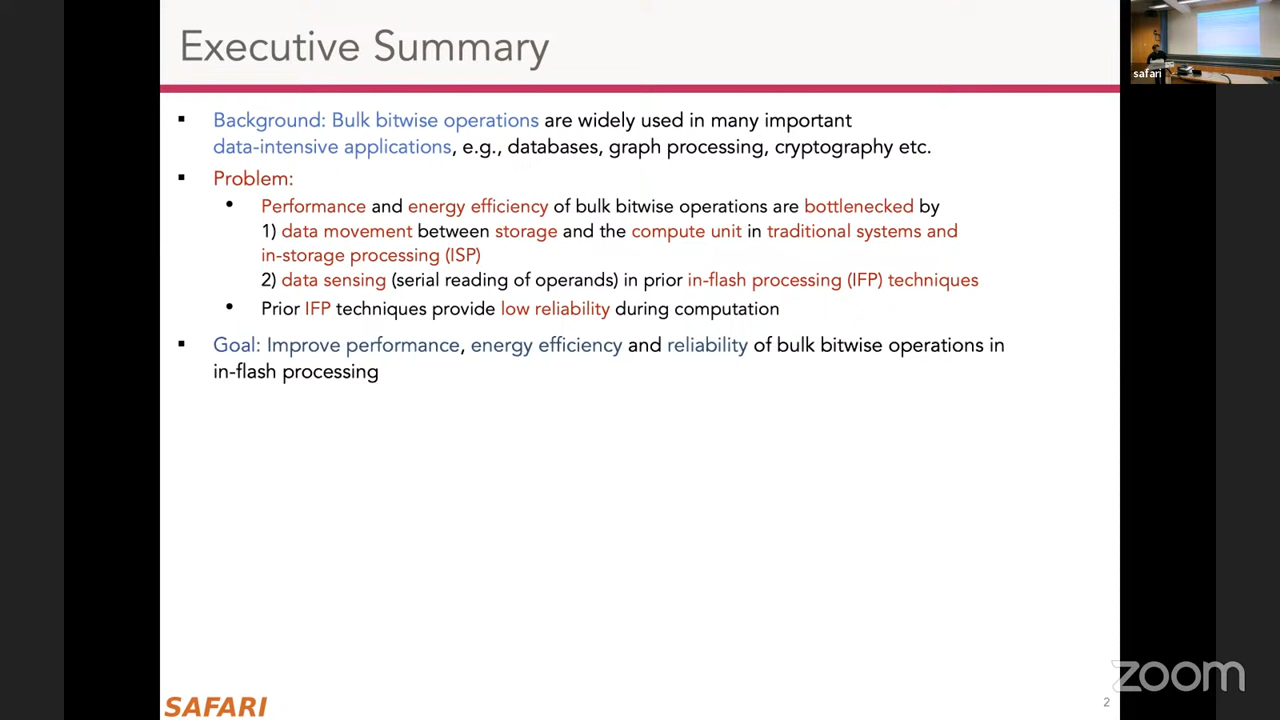 Executive Summary
safari
▪ Background: Bulk bitwise operations are widely used in many important
data-intensive applications, e.g., databases, graph processing, cryptography etc.
▪ Problem:
• Performance and energy efficiency of bulk bitwise operations are bottlenecked by
1) data movement between storage and the compute unit in traditional systems and
in-storage processing (ISP)
2) data sensing (serial reading of operands) in prior in-flash processing (IFP) techniques
• Prior IFP techniques provide low reliability during computation
▪ Goal: Improve performance, energy efficiency and reliability of bulk bitwise operations in
in-flash processing
zoom
SAFARI
2